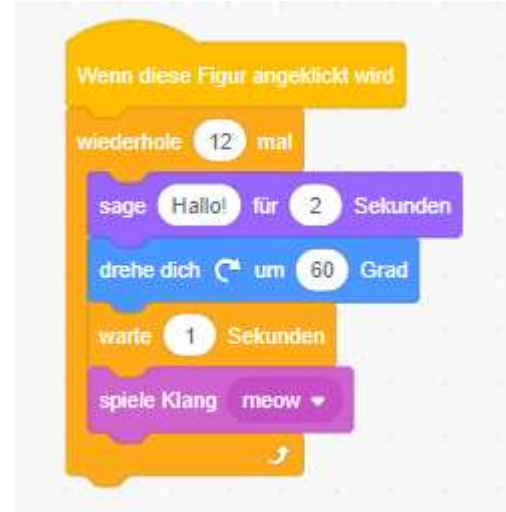 Wenn diese Figur angeklickt wird
wiederhole 12 mal
sage Hallo! für 2 Sekunden
drehe dich um 60 Grad
warte 1 Sekunden
spiele Klang meow